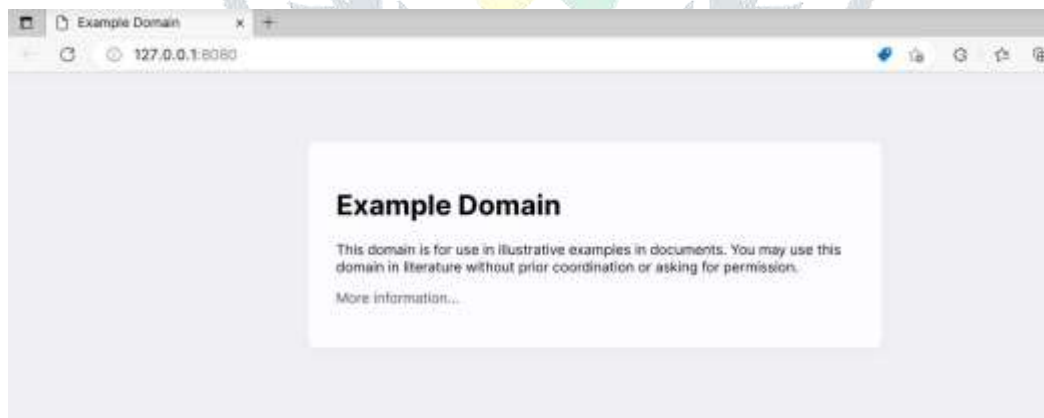 Example Domain
127.0.0.1:8080
Example Domain
This domain is for use in illustrative examples in documents. You may use this
domain in literature without prior coordination or asking for permission.
More information...